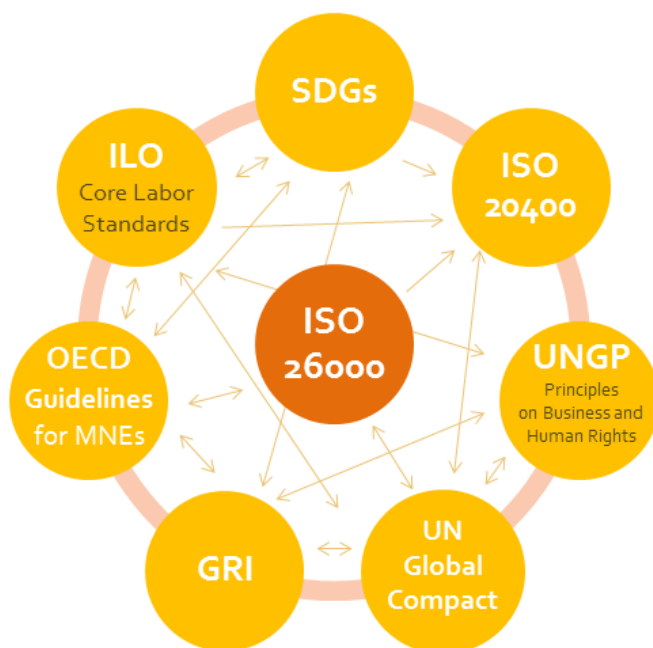 SDGs
ILO
Core Labor
Standards
ISO
20400
ISO
26000
OECD
Guidelines
for MNEs
UNGP
Principles
on Business and
Human Rights
GRI
UN
Global
Compact